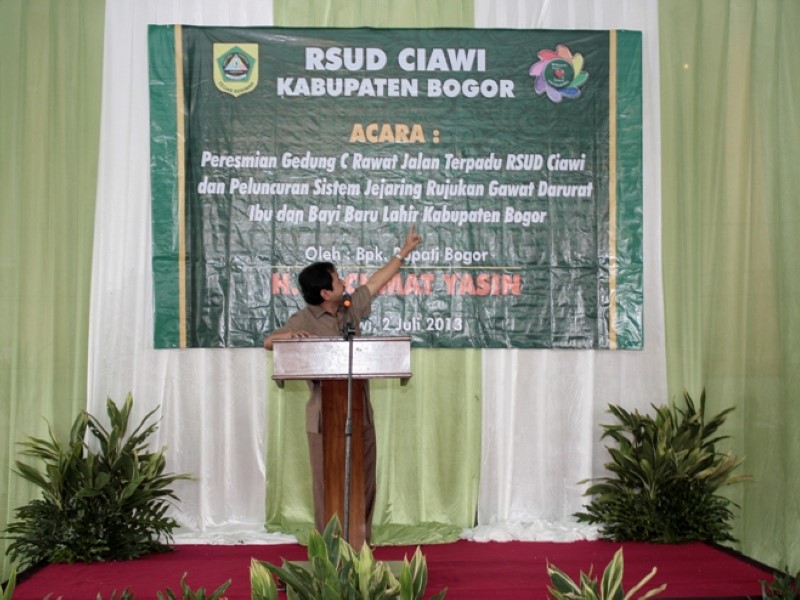 RSUD CIAWI
KABUPATEN BOGOR
ACARA :
Peresmian Gedung C Rawat Jalan Terpadu RSUD Ciawi
dan Peluncuran Sistem Jejaring Rujukan Gawat Darurat
Ibu dan Bayi Baru Lahir Kabupaten Bogor
Oleh : Bpk. Bupati Bogor
YASIN
2 Juli 2013